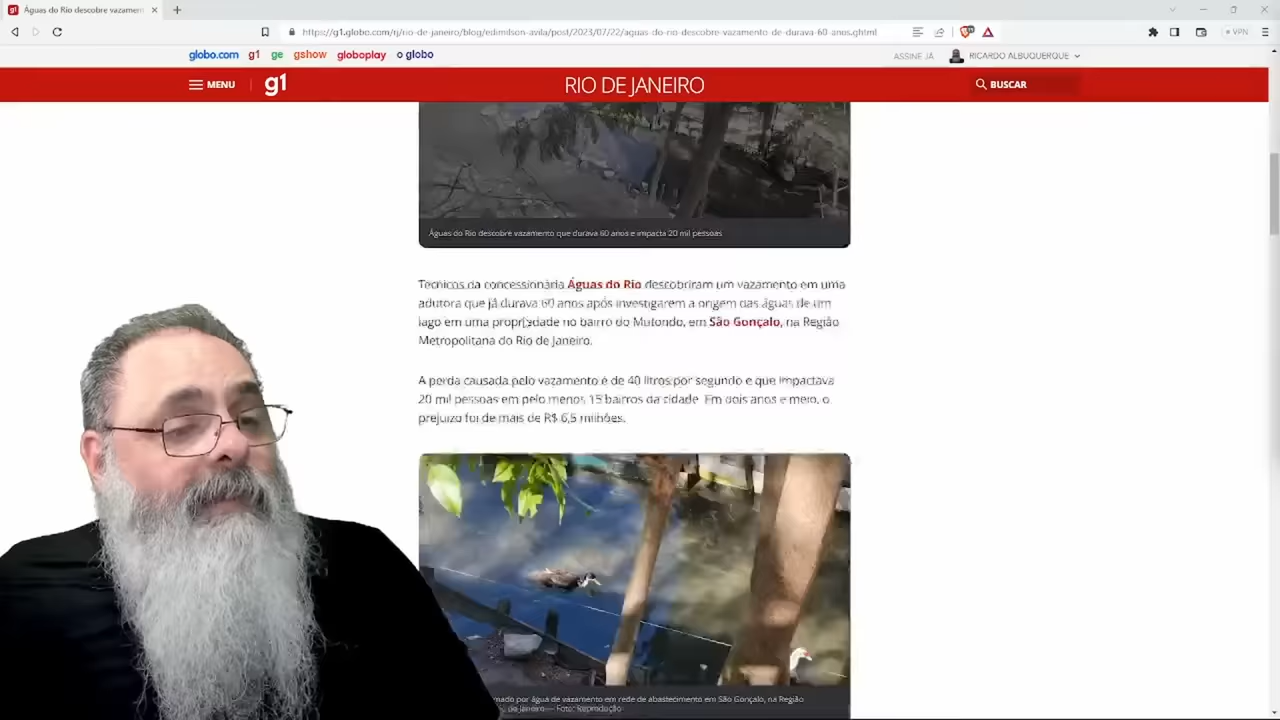 Águas do Rio descobre vazamen
https://g1.globo.com/rj/rio-de-janeiro/blog/edimilson-avila/post/2023/07/22/aguas-do-rio-descobre-vazamento-de-durava-60-anos.ghtml
VPN
globo.com g1 ge gshow globoplay o globo
ASSINE JÁ
RICARDO ALBUQUERQUE
MENU
g1
RIO DE JANEIRO
BUSCAR
Águas do Rio descobre vazamento que durava 60 anos e impacta 20 mil pessoas
Técnicos da concessionária Águas do Rio descobriram um vazamento em uma
adutora que já durava 60 anos após investigarem a origem das águas de um
lago em uma propriedade no bairro do Mutondo, em São Gonçalo, na Região
Metropolitana do Rio de Janeiro.
A perda causada pelo vazamento é de 40 litros por segundo e que impactava
20 mil pessoas em pelo menos 15 bairros da cidade. Em dois anos e meio, o
prejuízo foi de mais de R$ 6,5 milhões.
mado por água de vazamento em rede de abastecimento em São Gonçalo, na Região
de Janeiro — Foto: Reprodução